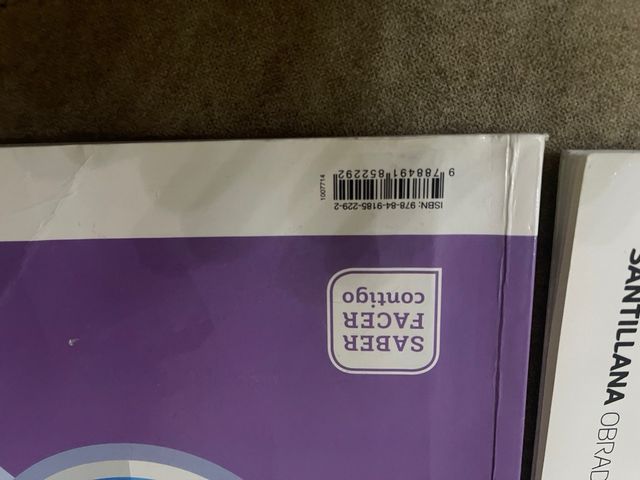 SABER
FACER
contigo
ISBN: 978-84-9185-229-2
9 788491 852292
1007714
SANTILLANA OBRAD